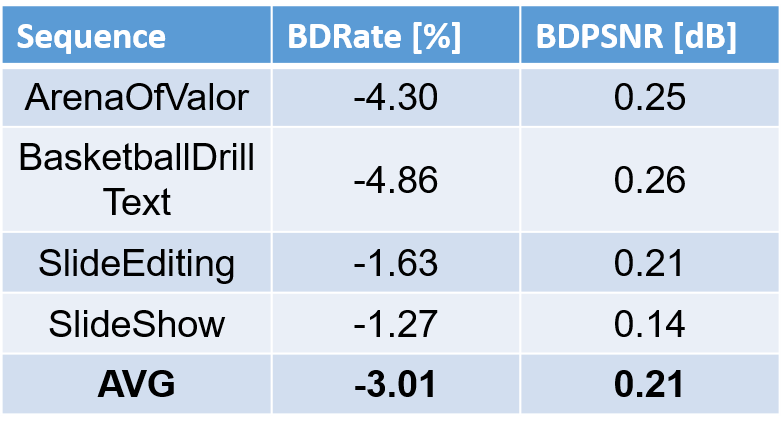 Sequence BDRate [%] BDPSNR [dB]
ArenaOfValor -4.30 0.25
BasketballDrill
Text -4.86 0.26
SlideEditing -1.63 0.21
SlideShow -1.27 0.14
AVG -3.01 0.21